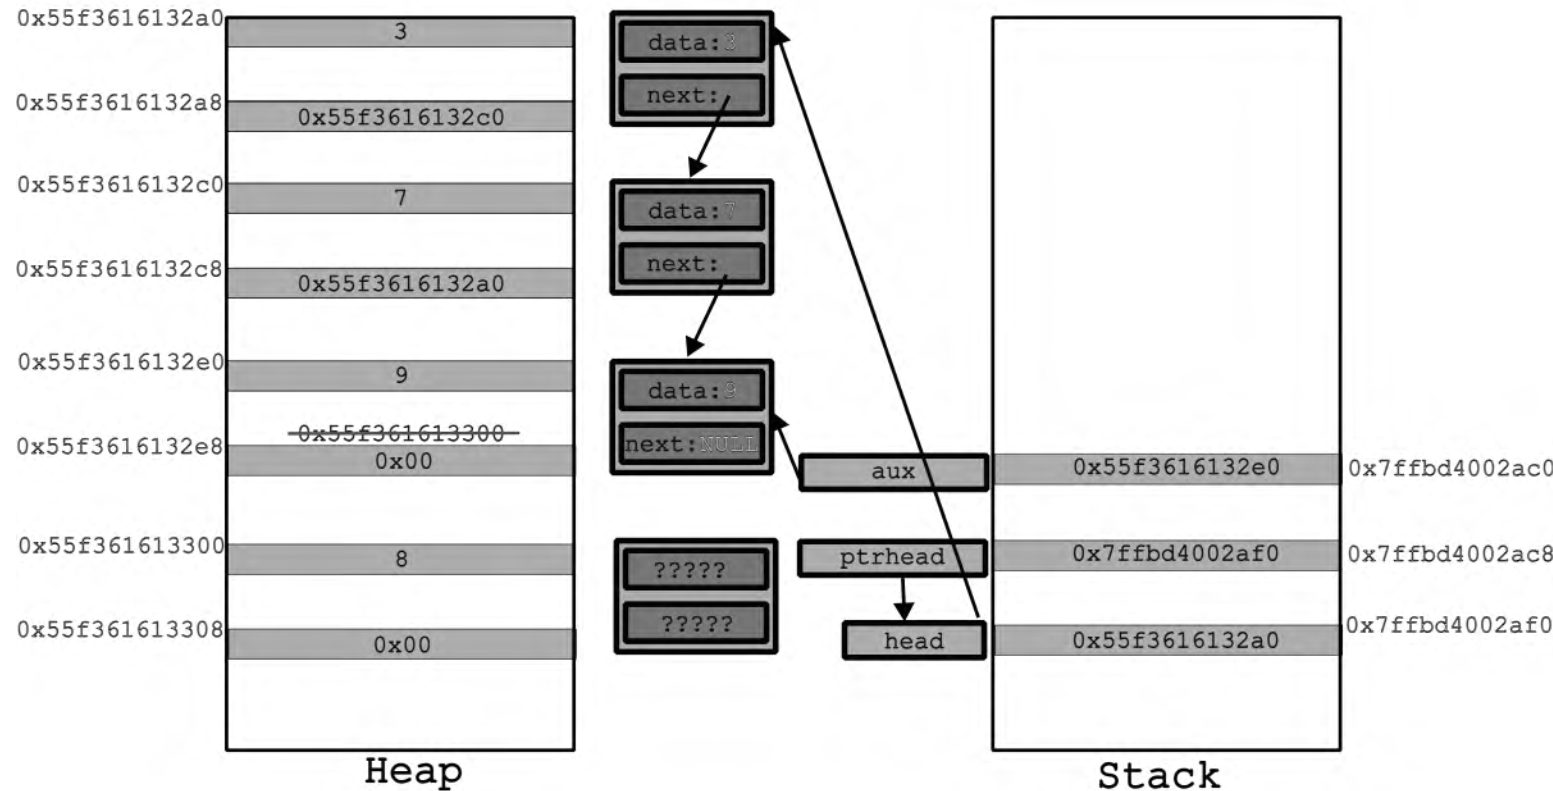 0x55f3616132a0
3
0x55f3616132a8
0x55f3616132c0
0x55f3616132c0
7
0x55f3616132c8
0x55f3616132a0
0x55f3616132e0
9
0x55f361613300
0x55f3616132e8
0x00
0x55f361613300
8
0x55f361613308
0x00
Heap
data:3
next:
data:7
next:
data:9
next:NULL
?????
?????
aux
ptrhead
head
0x55f3616132e0
0x7ffbd4002ac0
0x7ffbd4002af0
0x7ffbd4002ac8
0x55f3616132a0
0x7ffbd4002af0
Stack